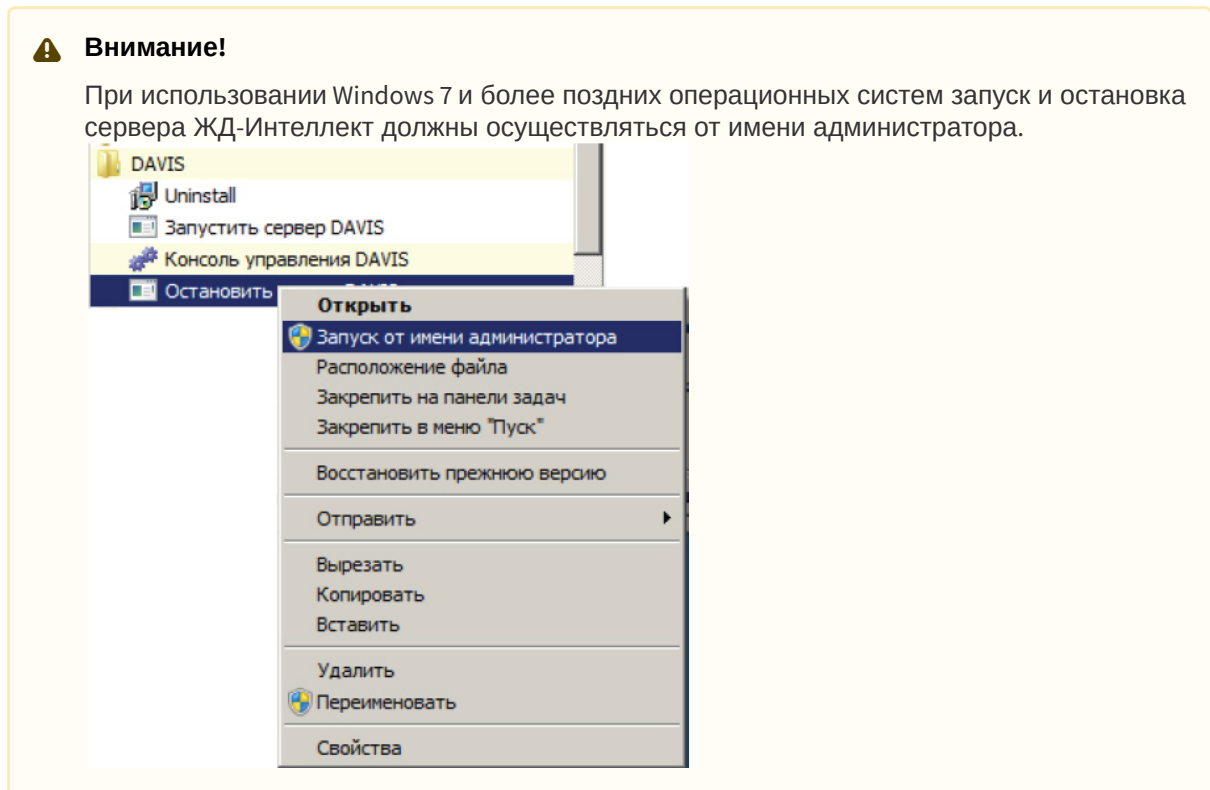 Внимание!
При использовании Windows 7 и более поздних операционных систем запуск и остановка
сервера ЖД-Интеллект должны осуществляться от имени администратора.
DAVIS
Uninstall
Запустить сервер DAVIS
Консоль управления DAVIS
Остановить
Открыть
Запуск от имени администратора
Расположение файла
Закрепить на панели задач
Закрепить в меню "Пуск"
Восстановить прежнюю версию
Отправить
Вырезать
Копировать
Вставить
Удалить
Переименовать
Свойства